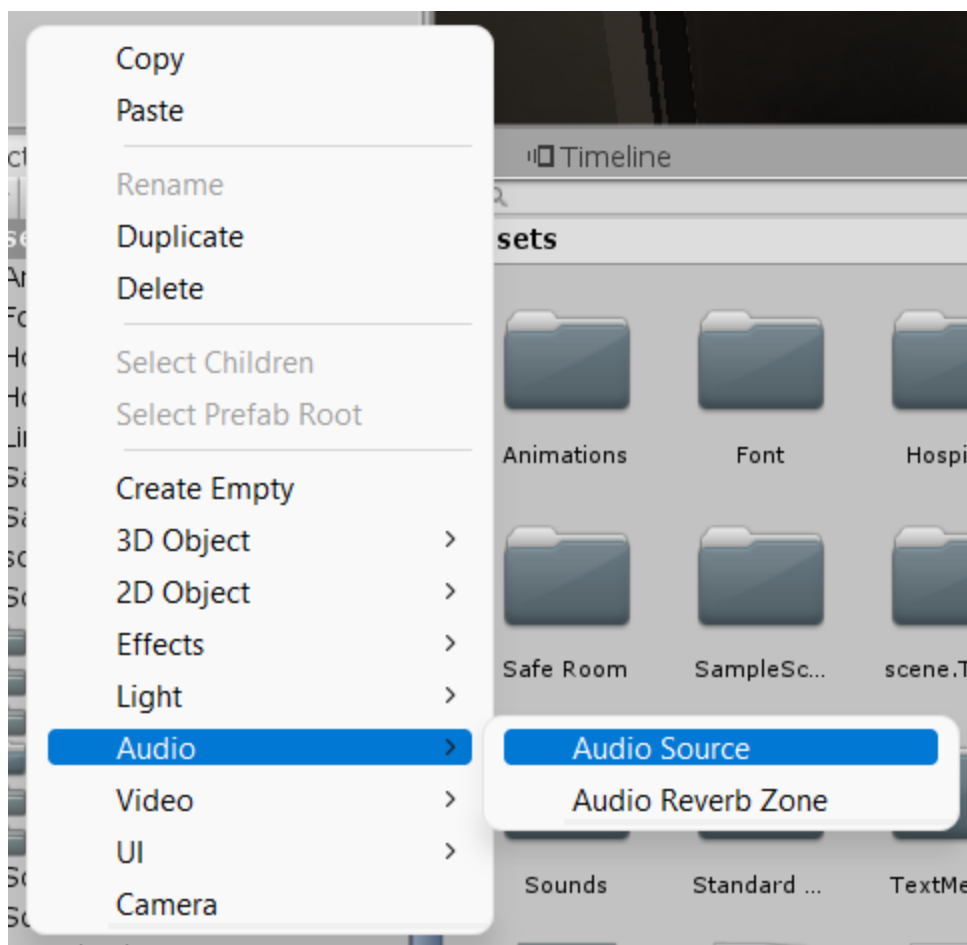 Copy
Paste
Rename
Duplicate
Delete
Select Children
Select Prefab Root
Create Empty
3D Object
2D Object
Effects
Light
Audio
Video
UI
Camera
Audio Source
Audio Reverb Zone
Timeline
sets
Animations
Font
Hospi
Safe Room
SampleSc...
scene.T
Sounds
Standard ...
TextMe